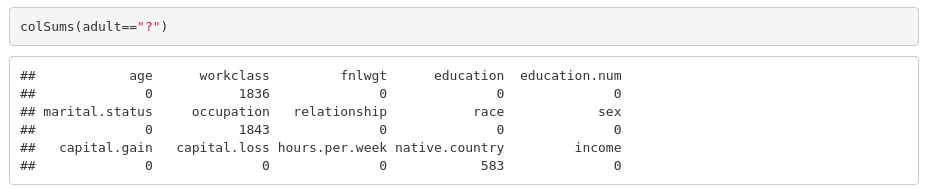 colSums(adult=="?")
##            age      workclass         fnlwgt      education  education.num
##              0           1836              0              0              0
## marital.status     occupation   relationship           race            sex
##              0           1843              0              0              0
##   capital.gain   capital.loss hours.per.week native.country         income
##              0              0              0            583              0